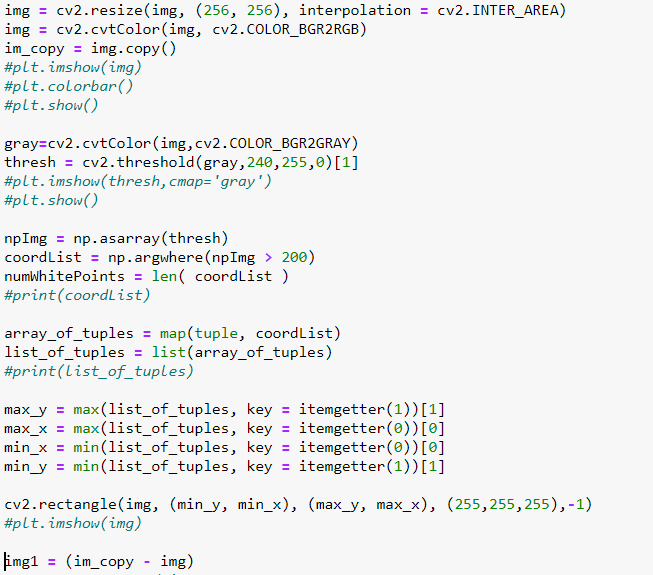 img = cv2.resize(img, (256, 256), interpolation = cv2.INTER_AREA)
img = cv2.cvtColor(img, cv2.COLOR_BGR2RGB)
im_copy = img.copy()
#plt.imshow(img)
#plt.colorbar()
#plt.show()
gray=cv2.cvtColor(img,cv2.COLOR_BGR2GRAY)
thresh = cv2.threshold(gray,240,255,0)[1]
#plt.imshow(thresh,cmap='gray')
#plt.show()
npImg = np.asarray(thresh)
coordList = np.argwhere(npImg > 200)
numWhitePoints = len( coordList )
#print(coordList)
array_of_tuples = map(tuple, coordList)
list_of_tuples = list(array_of_tuples)
#print(list_of_tuples)
max_y = max(list_of_tuples, key = itemgetter(1))[1]
max_x = max(list_of_tuples, key = itemgetter(0))[0]
min_x = min(list_of_tuples, key = itemgetter(0))[0]
min_y = min(list_of_tuples, key = itemgetter(1))[1]
cv2.rectangle(img, (min_y, min_x), (max_y, max_x), (255,255,255),-1)
#plt.imshow(img)
img1 = (im_copy - img)